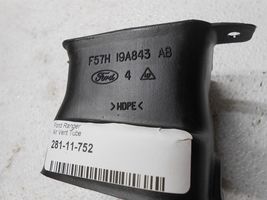 F57H 19A843 AB
Ford 4
>HDPE<
Ford Ranger
Air Vent Tube
281-11-752